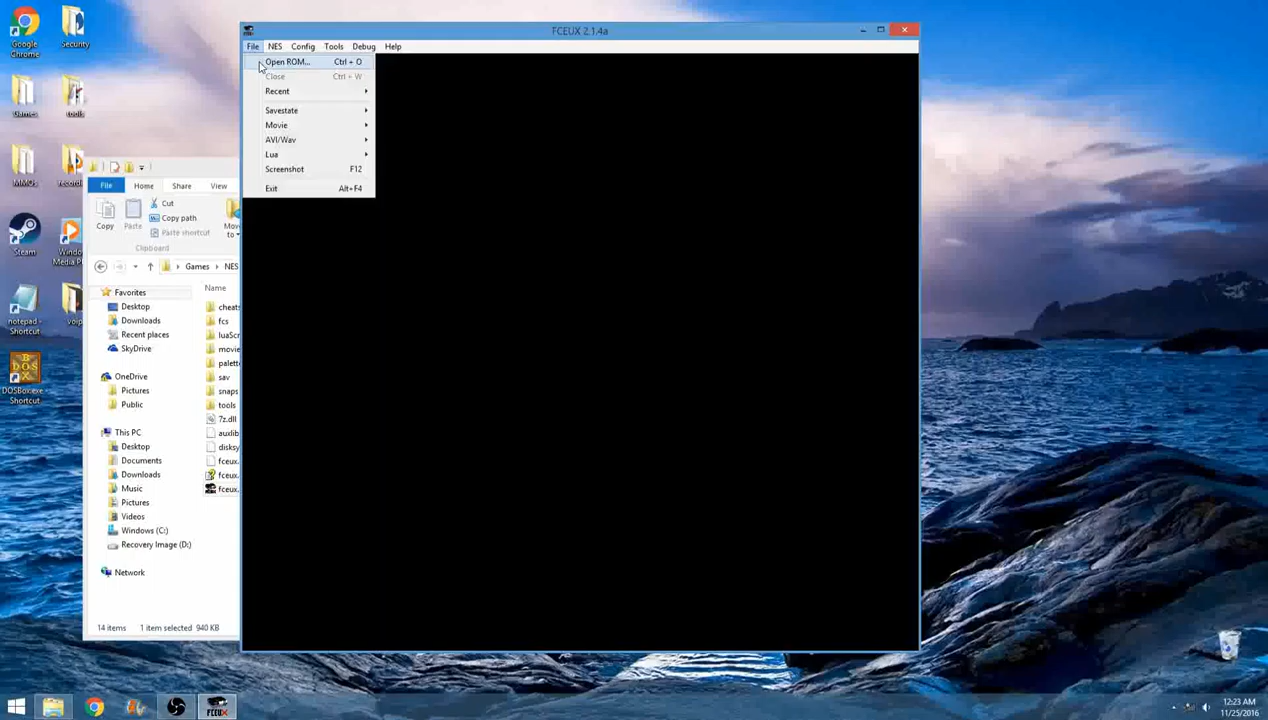 Google Chrome
Security
Games
tools
MMOs
Steam
notepad - Shortcut
DOSBox.exe - Shortcut
FCEUX 2.1.4a
File NES Config Tools Debug Help
Open ROM... Ctrl + O
Close Ctrl + W
Recent
Savestate
Movie
AVI/Wav
Lua
Screenshot F12
Exit Alt+F4
File Home Share View
Copy
Paste
Cut
Copy path
Paste shortcut
Move to
Clipboard
Games NES
Name
Favorites
Desktop
Downloads
Recent places
SkyDrive
OneDrive
Pictures
Public
This PC
Desktop
Documents
Downloads
Music
Pictures
Videos
Windows (C:)
Recovery Image (D:)
Network
cheats
fcs
luaScr
movie
palett
sav
snaps
tools
7z.dll
auxlib
disksy
fceux.
fceux.
fceux.
14 items 1 item selected 940 KB
FCEUX
12:23 AM
11/25/2016